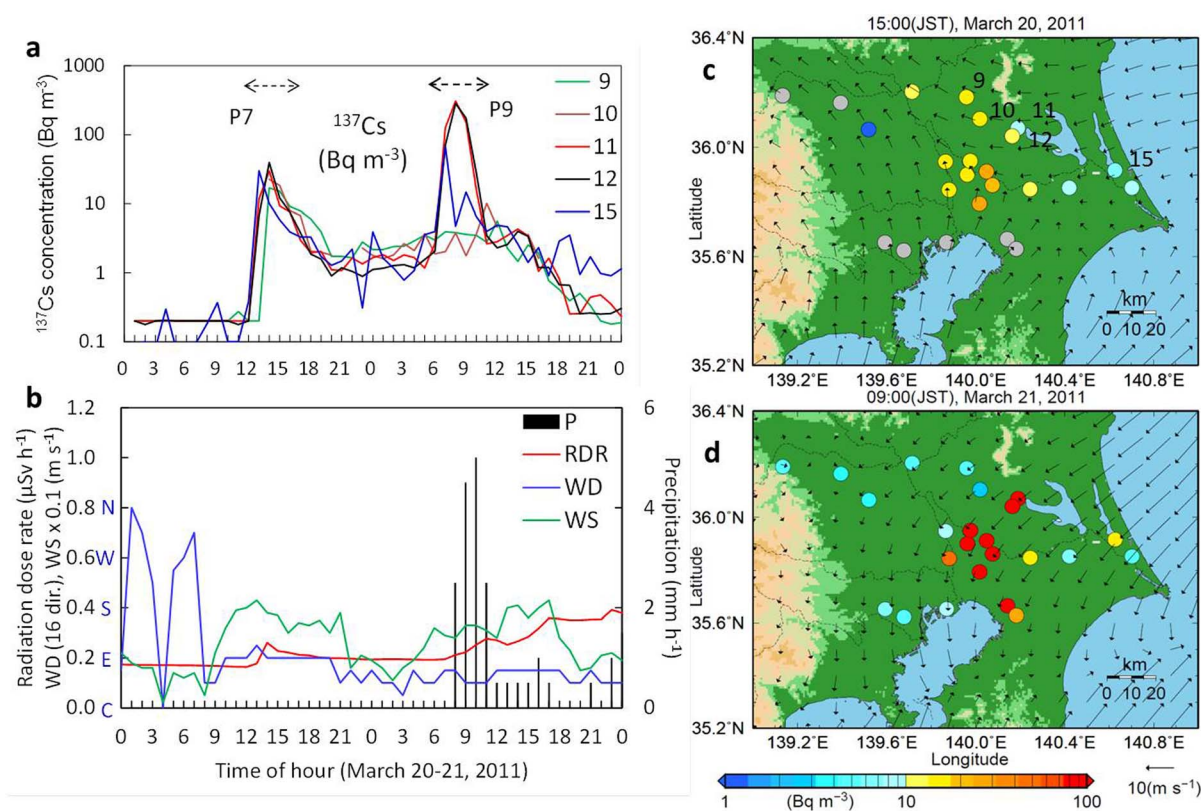 a
1000
100
10
1
0.1
¹³⁷Cs concentration (Bq m⁻³)
P7
P9
¹³⁷Cs
(Bq m⁻³)
9
10
11
12
15
0 3 6 9 12 15 18 21 0 3 6 9 12 15 18 21 0
b
1.2
1.0
0.8
0.6
0.4
0.2
0.0
N
W
S
E
C
Radiation dose rate (μSv h⁻¹)
WD (16 dir.), WS x 0.1 (m s⁻¹)
P
RDR
WD
WS
6
4
2
0
Precipitation (mm h⁻¹)
0 3 6 9 12 15 18 21 0 3 6 9 12 15 18 21 0
Time of hour (March 20-21, 2011)
15:00(JST), March 20, 2011
c
36.4°N
36.0°N
35.6°N
35.2°N
Latitude
9
10 11
12
15
km
0 10 20
139.2°E 139.6°E 140.0°E 140.4°E 140.8°E
Longitude
09:00(JST), March 21, 2011
d
36.4°N
36.0°N
35.6°N
35.2°N
Latitude
km
0 10 20
139.2°E 139.6°E 140.0°E 140.4°E 140.8°E
Longitude
1 (Bq m⁻³) 10 100
10(m s⁻¹)